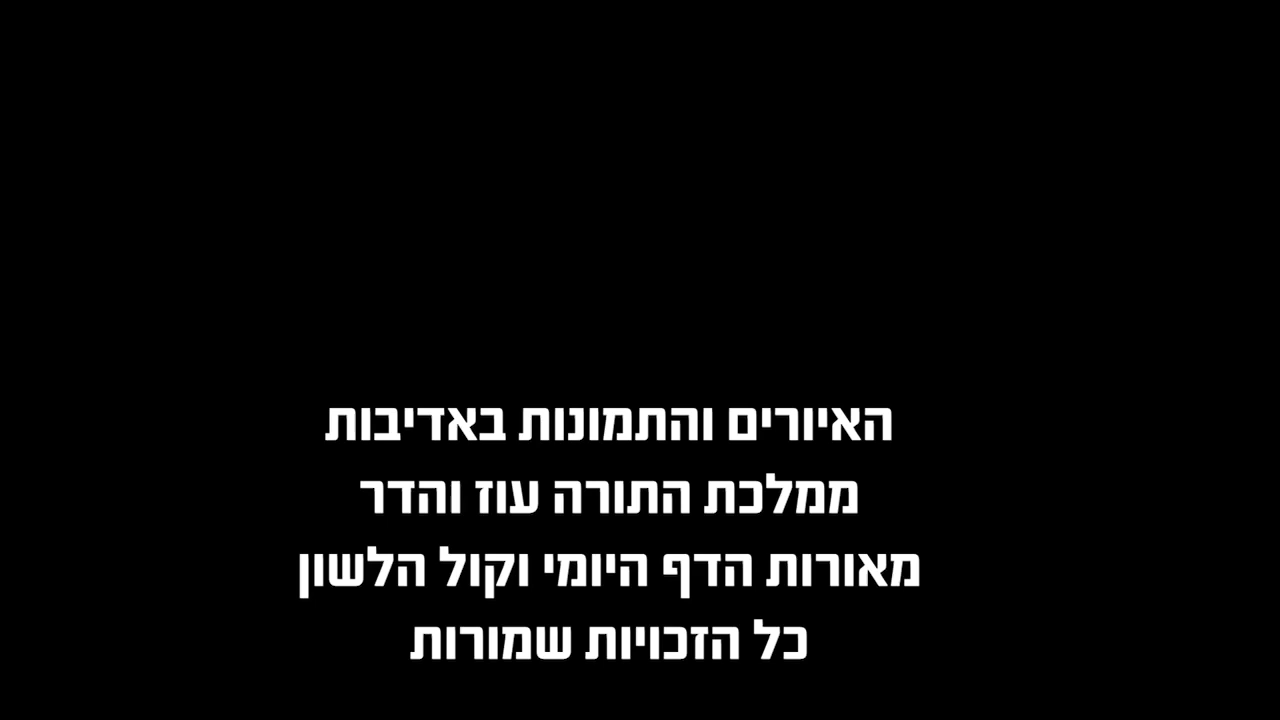 האיורים והתמונות באדיבות
ממלכת התורה עוז והדר
מאורות הדף היומי וקול הלשון
כל הזכויות שמורות